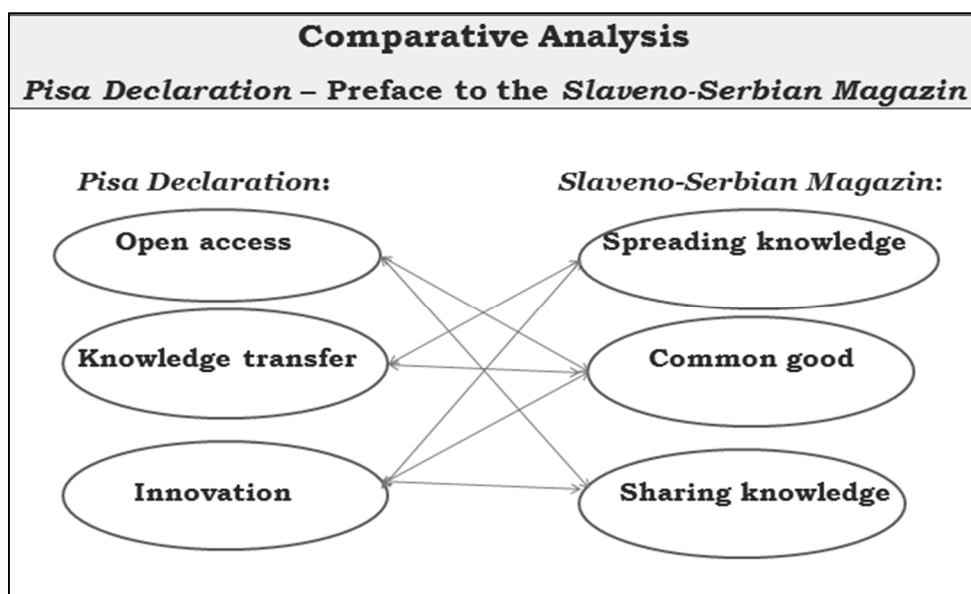 Comparative Analysis
Pisa Declaration – Preface to the Slaveno-Serbian Magazin
Pisa Declaration:
Slaveno-Serbian Magazin:
Open access
Spreading knowledge
Knowledge transfer
Common good
Innovation
Sharing knowledge